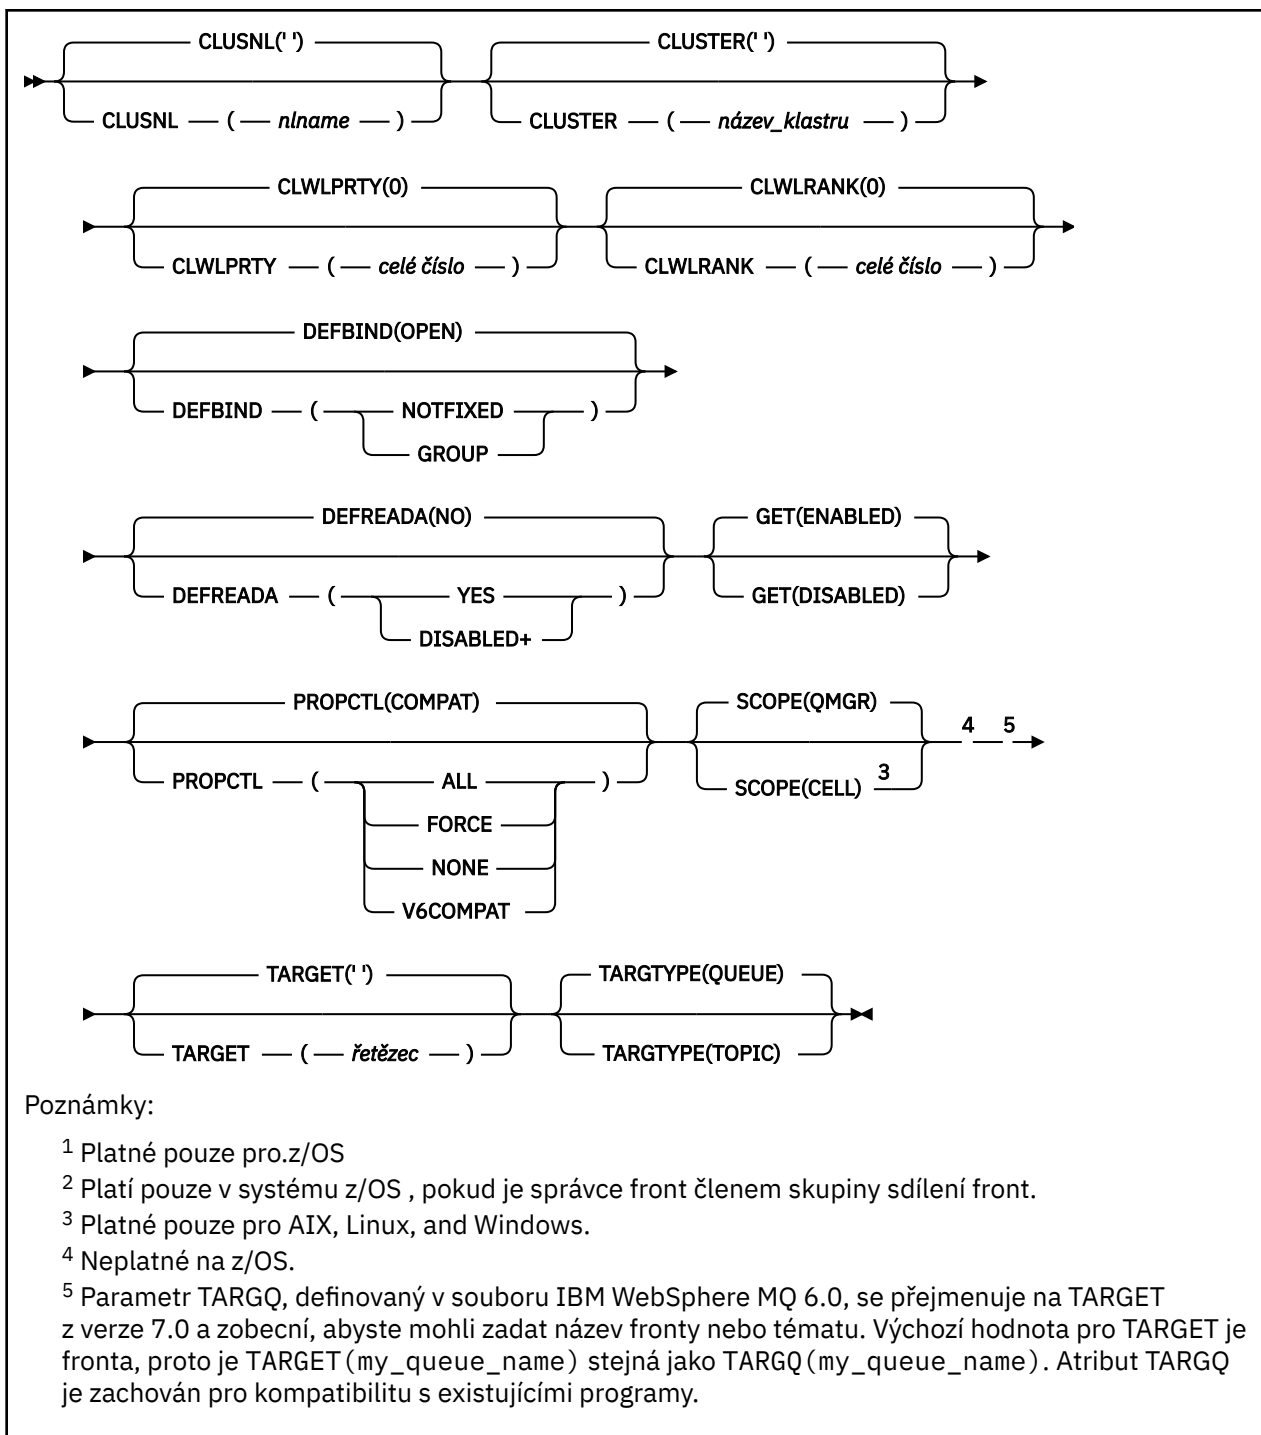 CLUSNL(' ') CLUSTER(' ')
CLUSNL ( nlname ) CLUSTER ( název_klastru )
CLWLPRTY(0) CLWLRANK(0)
CLWLPRTY ( celé číslo ) CLWLRANK ( celé číslo )
DEFBIND(OPEN)
DEFBIND ( NOTFIXED )
GROUP
DEFREADA(NO) GET(ENABLED)
DEFREADA ( YES ) GET(DISABLED)
DISABLED+
PROPCTL(COMPAT) SCOPE(QMGR)
4 5
PROPCTL ( ALL ) SCOPE(CELL) 3
FORCE
NONE
V6COMPAT
TARGET(' ') TARGTYPE(QUEUE)
TARGET ( řetězec ) TARGTYPE(TOPIC)
Poznámky:
1 Platné pouze pro.z/OS
2 Platí pouze v systému z/OS , pokud je správce front členem skupiny sdílení front.
3 Platné pouze pro AIX, Linux, and Windows.
4 Neplatné na z/OS.
5 Parametr TARGQ, definovaný v souboru IBM WebSphere MQ 6.0, se přejmenuje na TARGET
z verze 7.0 a zobecní, abyste mohli zadat název fronty nebo tématu. Výchozí hodnota pro TARGET je
fronta, proto je TARGET(my_queue_name) stejná jako TARGQ(my_queue_name). Atribut TARGQ
je zachován pro kompatibilitu s existujícími programy.